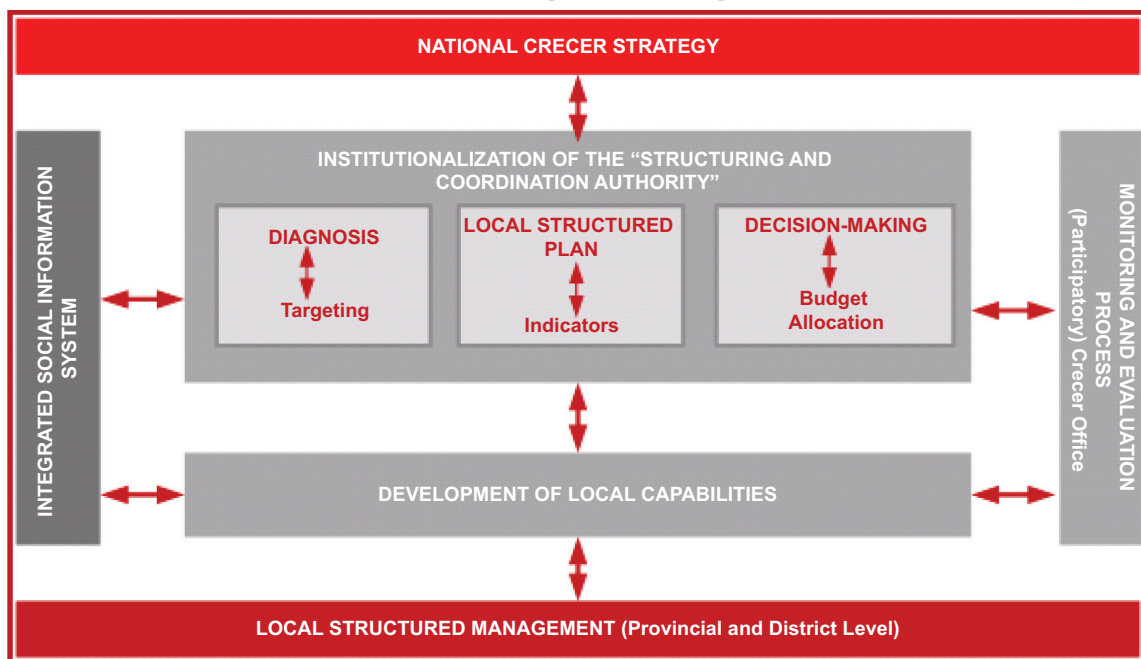 NATIONAL CRECER STRATEGY
INSTITUTIONALIZATION OF THE “STRUCTURING AND
COORDINATION AUTHORITY”
DIAGNOSIS
Targeting
LOCAL STRUCTURED
PLAN
Indicators
DECISION-MAKING
Budget
Allocation
INTEGRATED SOCIAL INFORMATION
SYSTEM
MONITORING AND EVALUATION
PROCESS
(Participatory) Crecer Office
DEVELOPMENT OF LOCAL CAPABILITIES
LOCAL STRUCTURED MANAGEMENT (Provincial and District Level)